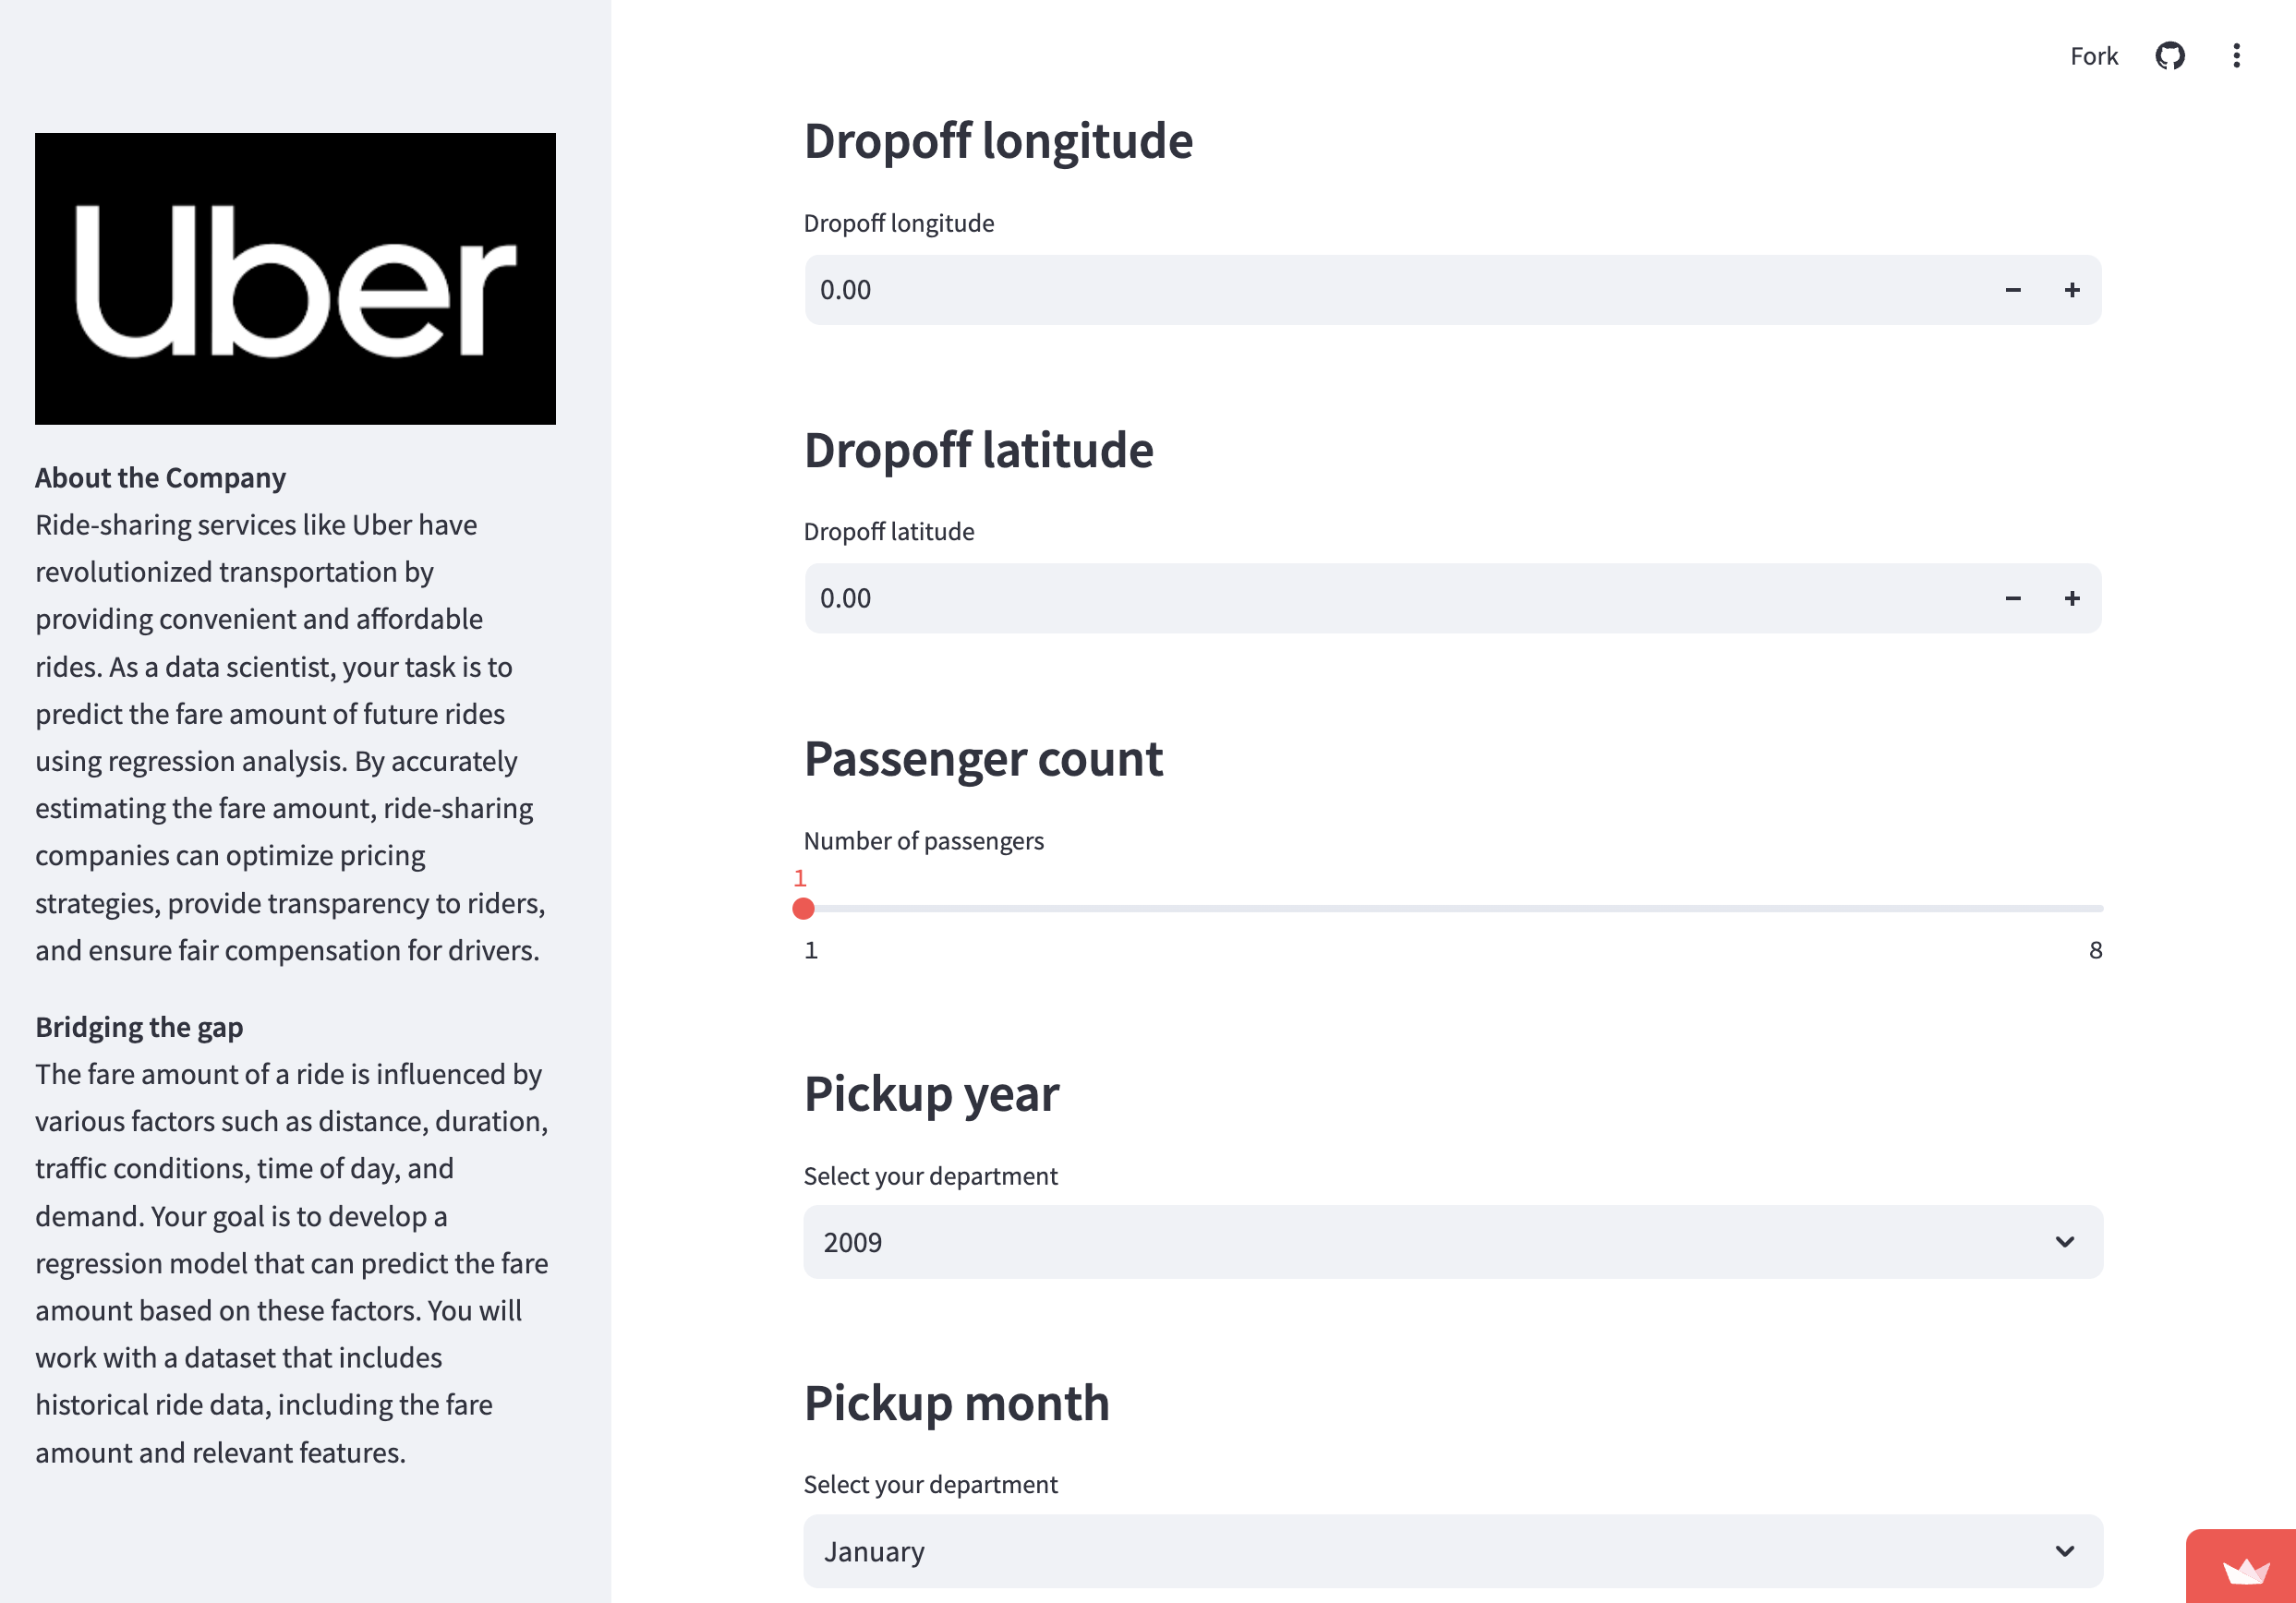 Uber
About the Company
Ride-sharing services like Uber have
revolutionized transportation by
providing convenient and affordable
rides. As a data scientist, your task is to
predict the fare amount of future rides
using regression analysis. By accurately
estimating the fare amount, ride-sharing
companies can optimize pricing
strategies, provide transparency to riders,
and ensure fair compensation for drivers.
Bridging the gap
The fare amount of a ride is influenced by
various factors such as distance, duration,
traffic conditions, time of day, and
demand. Your goal is to develop a
regression model that can predict the fare
amount based on these factors. You will
work with a dataset that includes
historical ride data, including the fare
amount and relevant features.
Fork
Dropoff longitude
Dropoff longitude
0.00
Dropoff latitude
Dropoff latitude
0.00
Passenger count
Number of passengers
1
1 8
Pickup year
Select your department
2009
Pickup month
Select your department
January